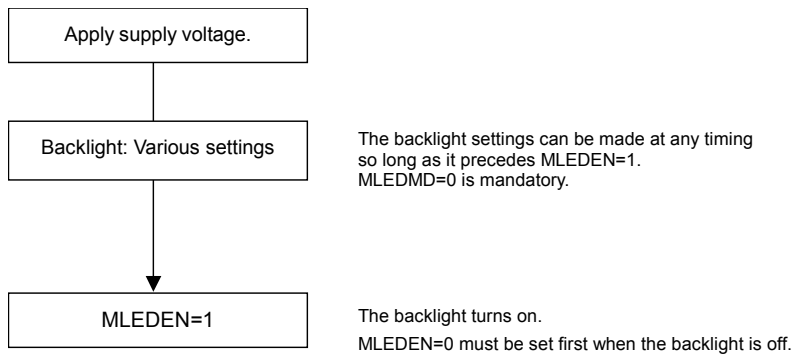 Apply supply voltage.
Backlight: Various settings
The backlight settings can be made at any timing
so long as it precedes MLEDEN=1.
MLEDMD=0 is mandatory.
MLEDEN=1
The backlight turns on.
MLEDEN=0 must be set first when the backlight is off.